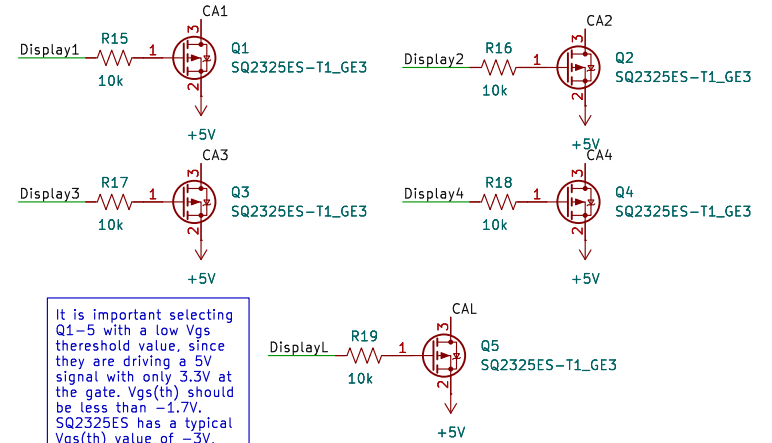 CA1
3
R15
Display1
1
Q1
SQ2325ES-T1_GE3
10k
2
+5V
CA2
3
R16
Display2
1
Q2
SQ2325ES-T1_GE3
10k
2
+5V
CA3
3
R17
Display3
1
Q3
SQ2325ES-T1_GE3
10k
2
+5V
CA4
3
R18
Display4
1
Q4
SQ2325ES-T1_GE3
10k
2
+5V
It is important selecting
Q1-5 with a low Vgs
thereshold value, since
they are driving a 5V
signal with only 3.3V at
the gate. Vgs(th) should
be less than -1.7V.
SQ2325ES has a typical
Vgs(th) value of -3V.
CAL
3
R19
DisplayL
1
Q5
SQ2325ES-T1_GE3
10k
2
+5V